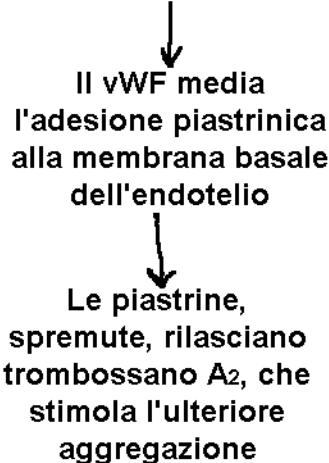 Il vWF media
l'adesione piastrinica
alla membrana basale
dell'endotelio
Le piastrine,
spremute, rilasciano
trombossano A₂, che
stimola l'ulteriore
aggregazione